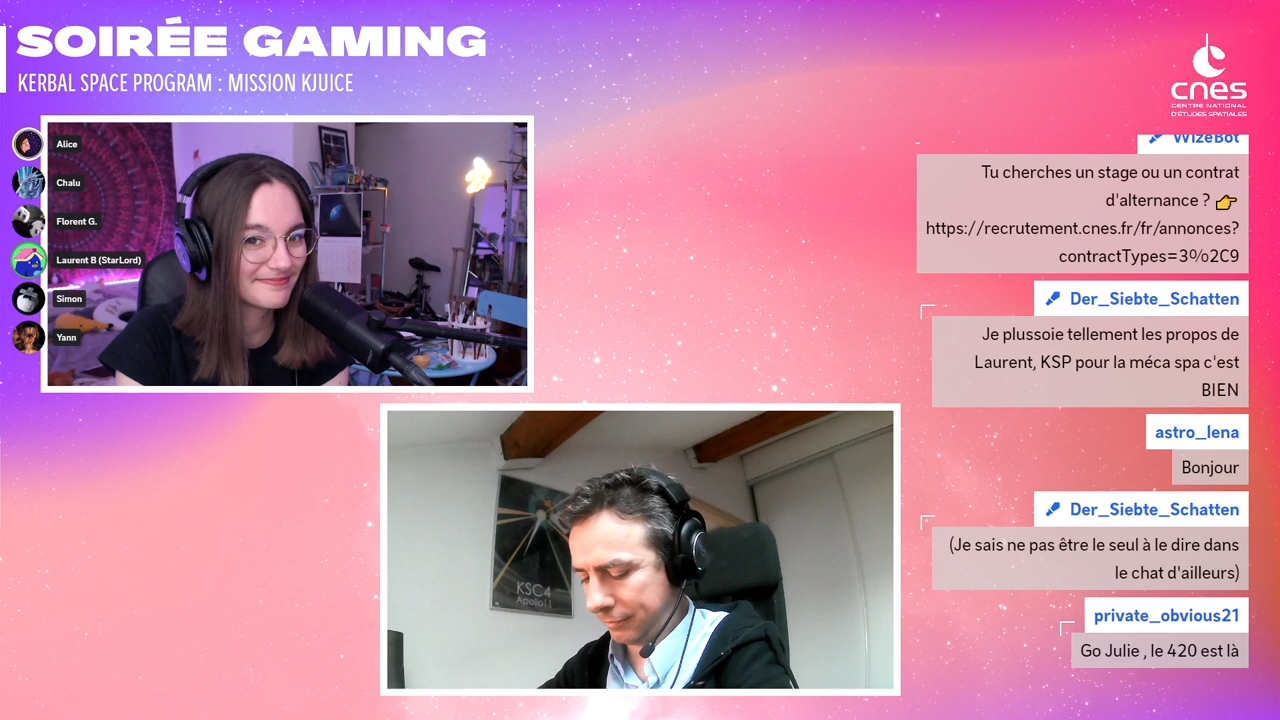 SOIRÉE GAMING
KERBAL SPACE PROGRAM : MISSION KJUICE
cnes
CENTRE NATIONAL
D'ÉTUDES SPATIALES
Alice
Chalu
Florent G.
Laurent B (StarLord)
Simon
Yann
KSC4
Apollo11
WizeBot
Tu cherches un stage ou un contrat
d'alternance ? 👉
https://recrutement.cnes.fr/fr/annonces?
contractTypes=3%2C9
Der_Siebte_Schatten
Je plussoie tellement les propos de
Laurent, KSP pour la méca spa c'est
BIEN
astro_lena
Bonjour
Der_Siebte_Schatten
(Je sais ne pas être le seul à le dire dans
le chat d'ailleurs)
private_obvious21
Go Julie , le 420 est là